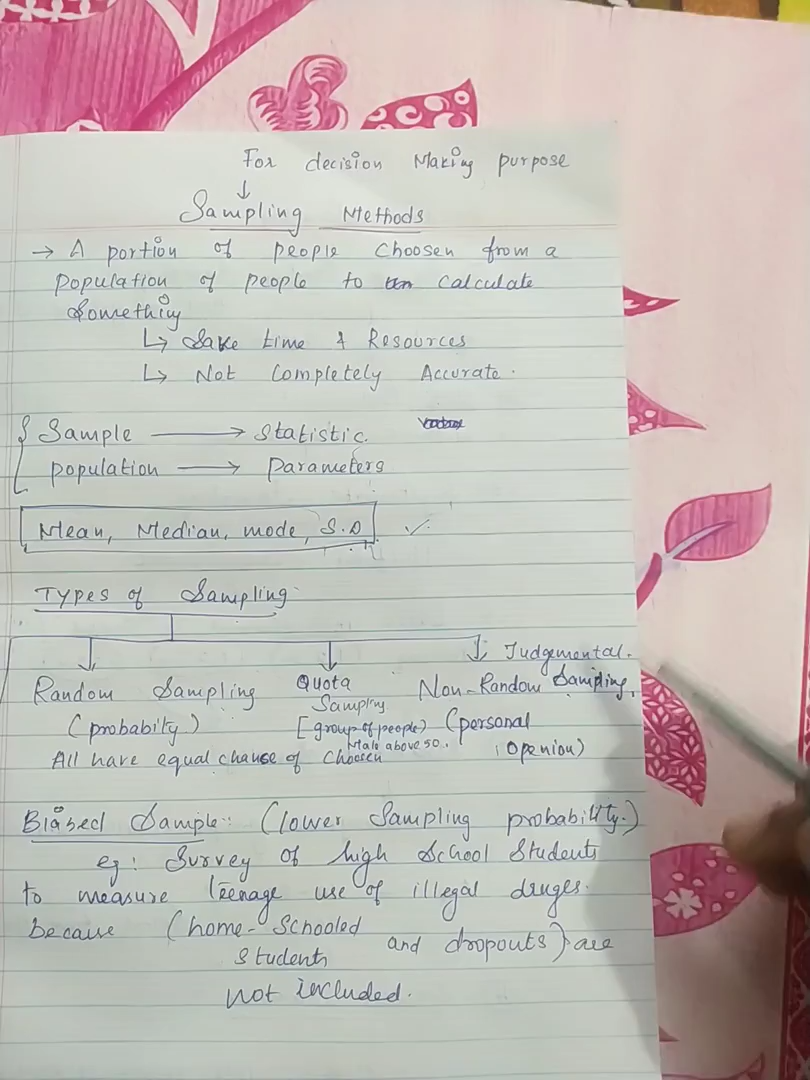 For decision Making purpose
↓
Sampling Methods
→ A portion of people Choosen from a
population of people to calculate
Something
↳ Save time & Resources
↳ Not Completely Accurate.
Sample → Statistic.
population → Parameters
Mean, Median, mode, S.D ✓
Types of Sampling:
Judgemental.
Random Sampling Quota Sampling Non-Random Sampling.
(probabity) [group of people) (personal openion)
Male above 50.
All have equal chance of Choosen
Biased Sample:- (lower Sampling probability.)
eg: Survey of high School Students
to measure teenage use of illegal druges.
because (home-Schooled
Students and dropouts) are
not included.